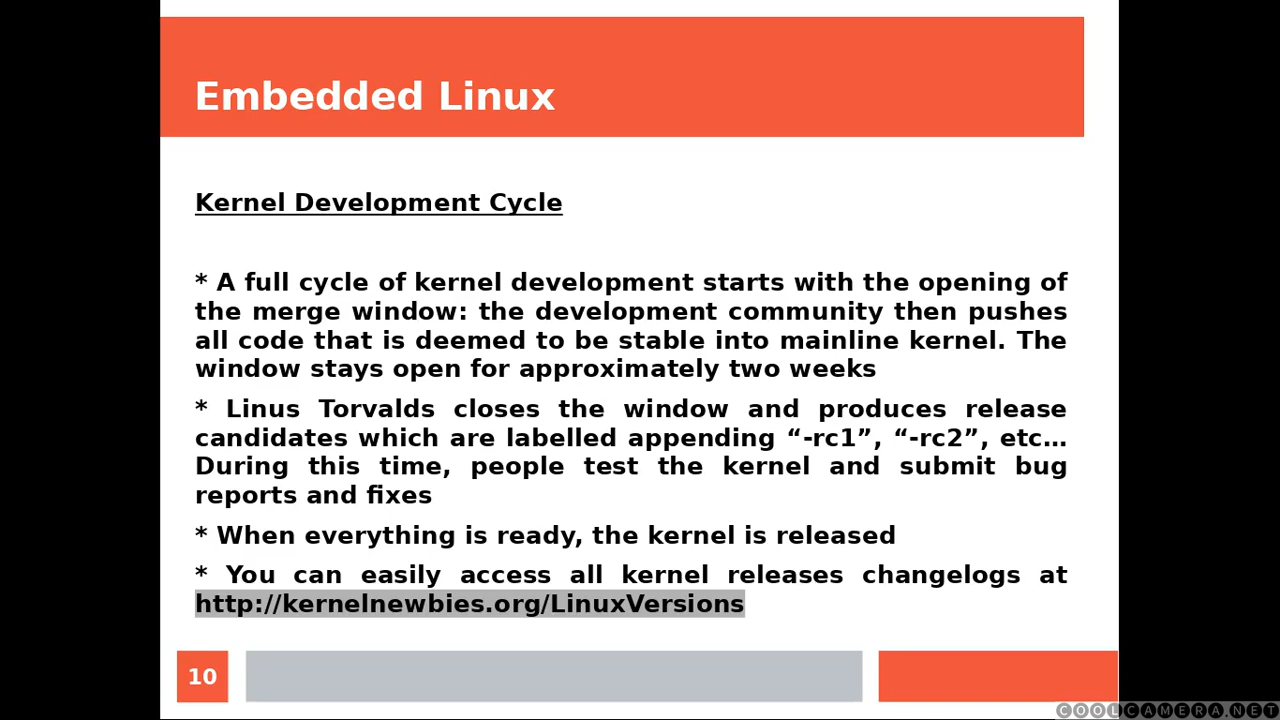 Embedded Linux
Kernel Development Cycle
* A full cycle of kernel development starts with the opening of
the merge window: the development community then pushes
all code that is deemed to be stable into mainline kernel. The
window stays open for approximately two weeks
* Linus Torvalds closes the window and produces release
candidates which are labelled appending “-rc1”, “-rc2”, etc…
During this time, people test the kernel and submit bug
reports and fixes
* When everything is ready, the kernel is released
* You can easily access all kernel releases changelogs at
http://kernelnewbies.org/LinuxVersions
10
COOLCAMERA.NET